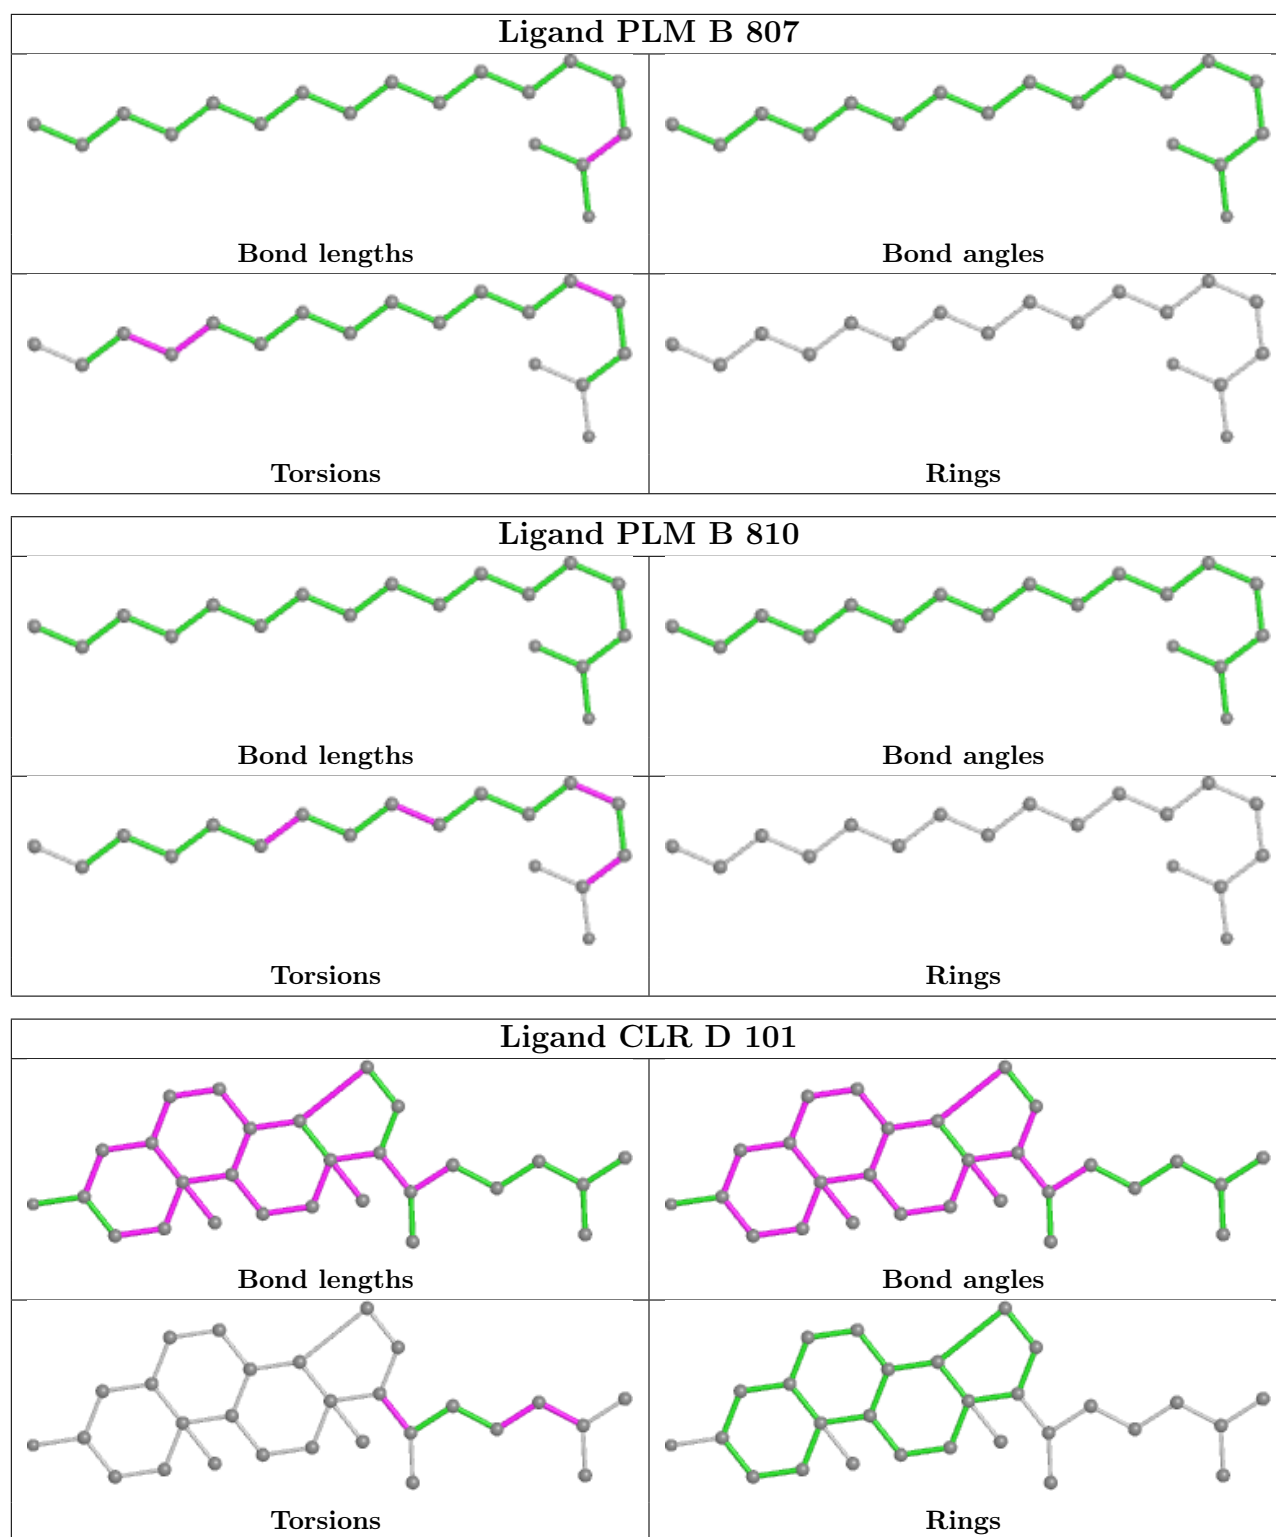 Ligand PLM B 807
Bond lengths
Bond angles
Torsions
Rings
Ligand PLM B 810
Bond lengths
Bond angles
Torsions
Rings
Ligand CLR D 101
Bond lengths
Bond angles
Torsions
Rings